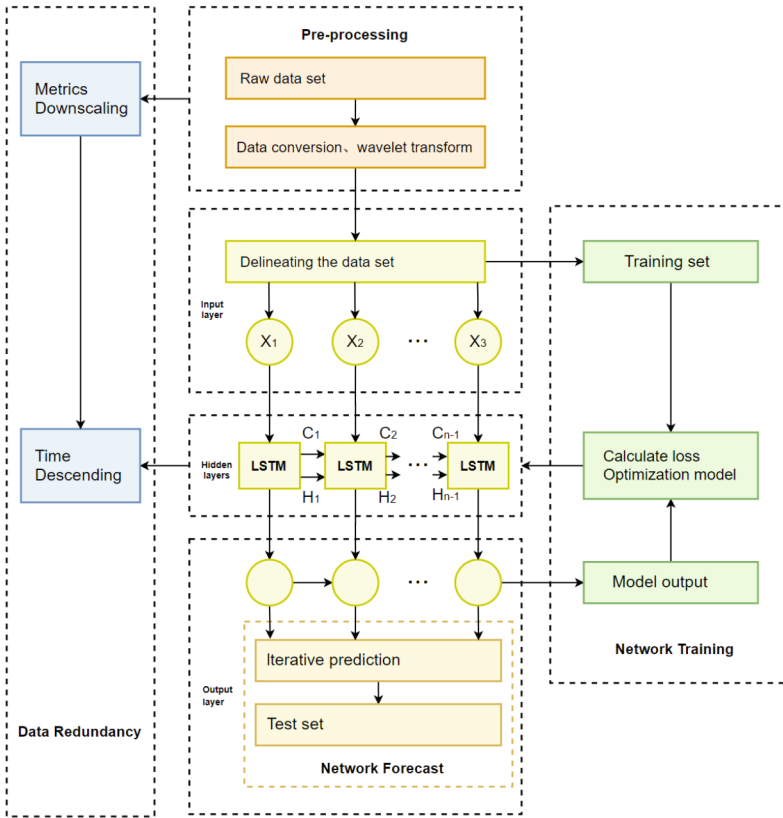 Pre-processing
Raw data set
Data conversion、wavelet transform
Metrics
Downscaling
Delineating the data set
Training set
Input
layer
X1
X2
...
X3
Time
Descending
Hidden
layers
C1
C2
Cn-1
LSTM
LSTM
...
LSTM
H1
H2
Hn-1
Calculate loss
Optimization model
...
Model output
Iterative prediction
Network Training
Output
layer
Test set
Data Redundancy
Network Forecast